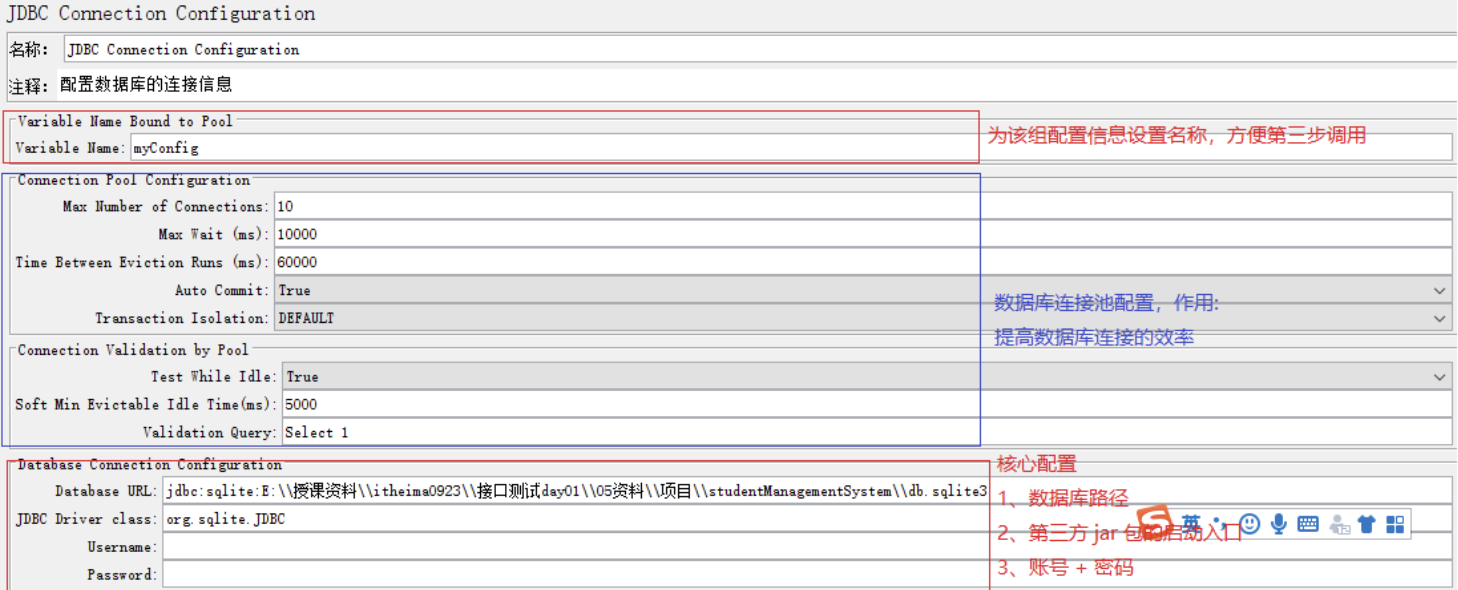 JDBC Connection Configuration
名称： JDBC Connection Configuration
注释： 配置数据库的连接信息
Variable Name Bound to Pool
Variable Name: myConfig
为该组配置信息设置名称，方便第三步调用
Connection Pool Configuration
Max Number of Connections: 10
Max Wait (ms): 10000
Time Between Eviction Runs (ms): 60000
Auto Commit: True
Transaction Isolation: DEFAULT
数据库连接池配置，作用:
提高数据库连接的效率
Connection Validation by Pool
Test While Idle: True
Soft Min Evictable Idle Time(ms): 5000
Validation Query: Select 1
Database Connection Configuration
Database URL: jdbc:sqlite:E:\\授课资料\\itheima0923\\接口测试day01\\05资料\\项目\\studentManagementSystem\\db.sqlite3
JDBC Driver class: org.sqlite.JDBC
Username:
Password:
核心配置
1、数据库路径
2、第三方 jar 包的启动入口
3、账号 + 密码
英